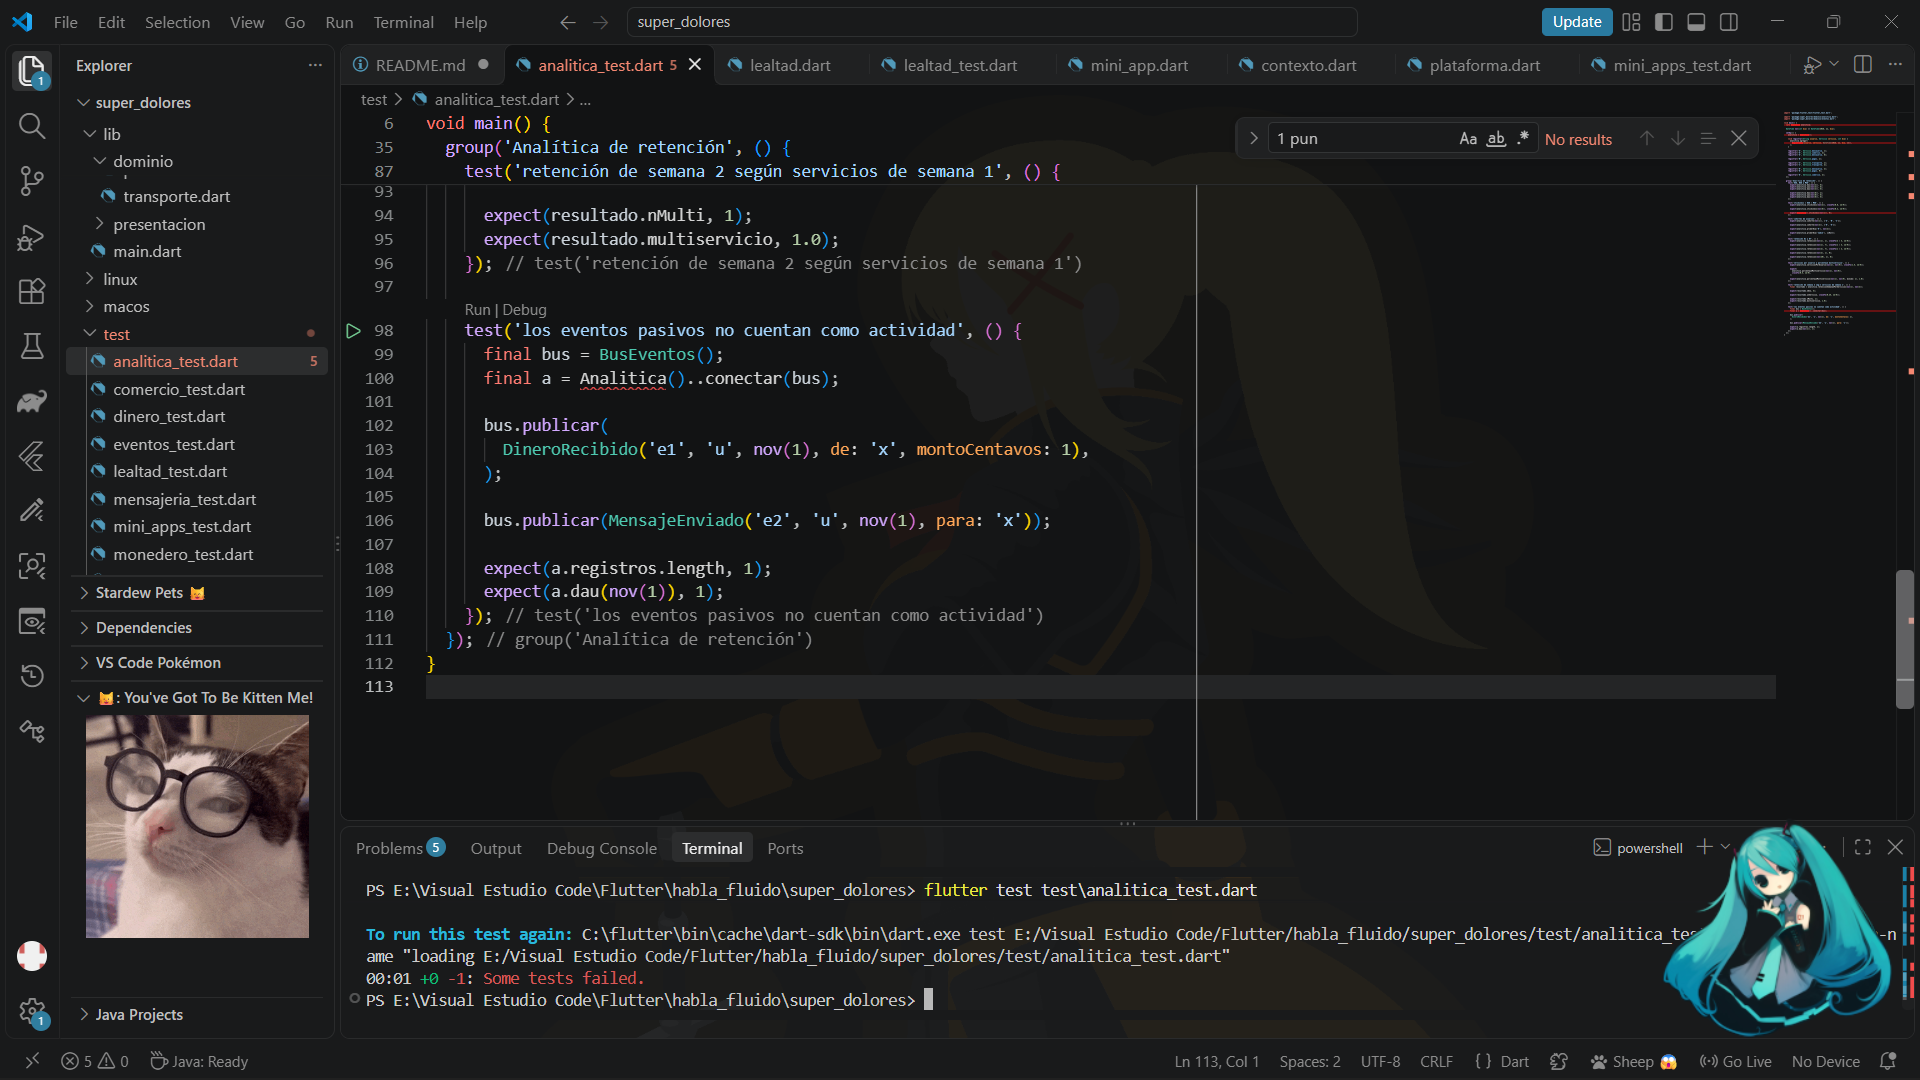 File Edit Selection View Go Run Terminal Help
super_dolores
Update
Explorer
super_dolores
lib
dominio
transporte.dart
presentacion
main.dart
linux
macos
test
analitica_test.dart 5
comercio_test.dart
dinero_test.dart
eventos_test.dart
lealtad_test.dart
mensajeria_test.dart
mini_apps_test.dart
monedero_test.dart
Stardew Pets
Dependencies
VS Code Pokémon
: You've Got To Be Kitten Me!
Java Projects
README.md
analitica_test.dart 5
lealtad.dart
lealtad_test.dart
mini_app.dart
contexto.dart
plataforma.dart
mini_apps_test.dart
test > analitica_test.dart > ...
1 pun
Aa ab .*
No results
6 void main() {
35 group('Analítica de retención', () {
87 test('retención de semana 2 según servicios de semana 1', () {
93
94 expect(resultado.nMulti, 1);
95 expect(resultado.multiservicio, 1.0);
96 }); // test('retención de semana 2 según servicios de semana 1')
97
Run | Debug
98 test('los eventos pasivos no cuentan como actividad', () {
99 final bus = BusEventos();
100 final a = Analitica()..conectar(bus);
101
102 bus.publicar(
103 DineroRecibido('e1', 'u', nov(1), de: 'x', montoCentavos: 1),
104 );
105
106 bus.publicar(MensajeEnviado('e2', 'u', nov(1), para: 'x'));
107
108 expect(a.registros.length, 1);
109 expect(a.dau(nov(1)), 1);
110 }); // test('los eventos pasivos no cuentan como actividad')
111 }); // group('Analítica de retención')
112 }
113
Problems 5 Output Debug Console Terminal Ports
powershell
PS E:\Visual Estudio Code\Flutter\habla_fluido\super_dolores> flutter test test\analitica_test.dart
To run this test again: C:\flutter\bin\cache\dart-sdk\bin\dart.exe test E:/Visual Estudio Code/Flutter/habla_fluido/super_dolores/test/analitica_te
-n
ame "loading E:/Visual Estudio Code/Flutter/habla_fluido/super_dolores/test/analitica_test.dart"
00:01 +0 -1: Some tests failed.
PS E:\Visual Estudio Code\Flutter\habla_fluido\super_dolores>
5 0 Java: Ready
Ln 113, Col 1 Spaces: 2 UTF-8 CRLF { } Dart Sheep Go Live No Device
1
1